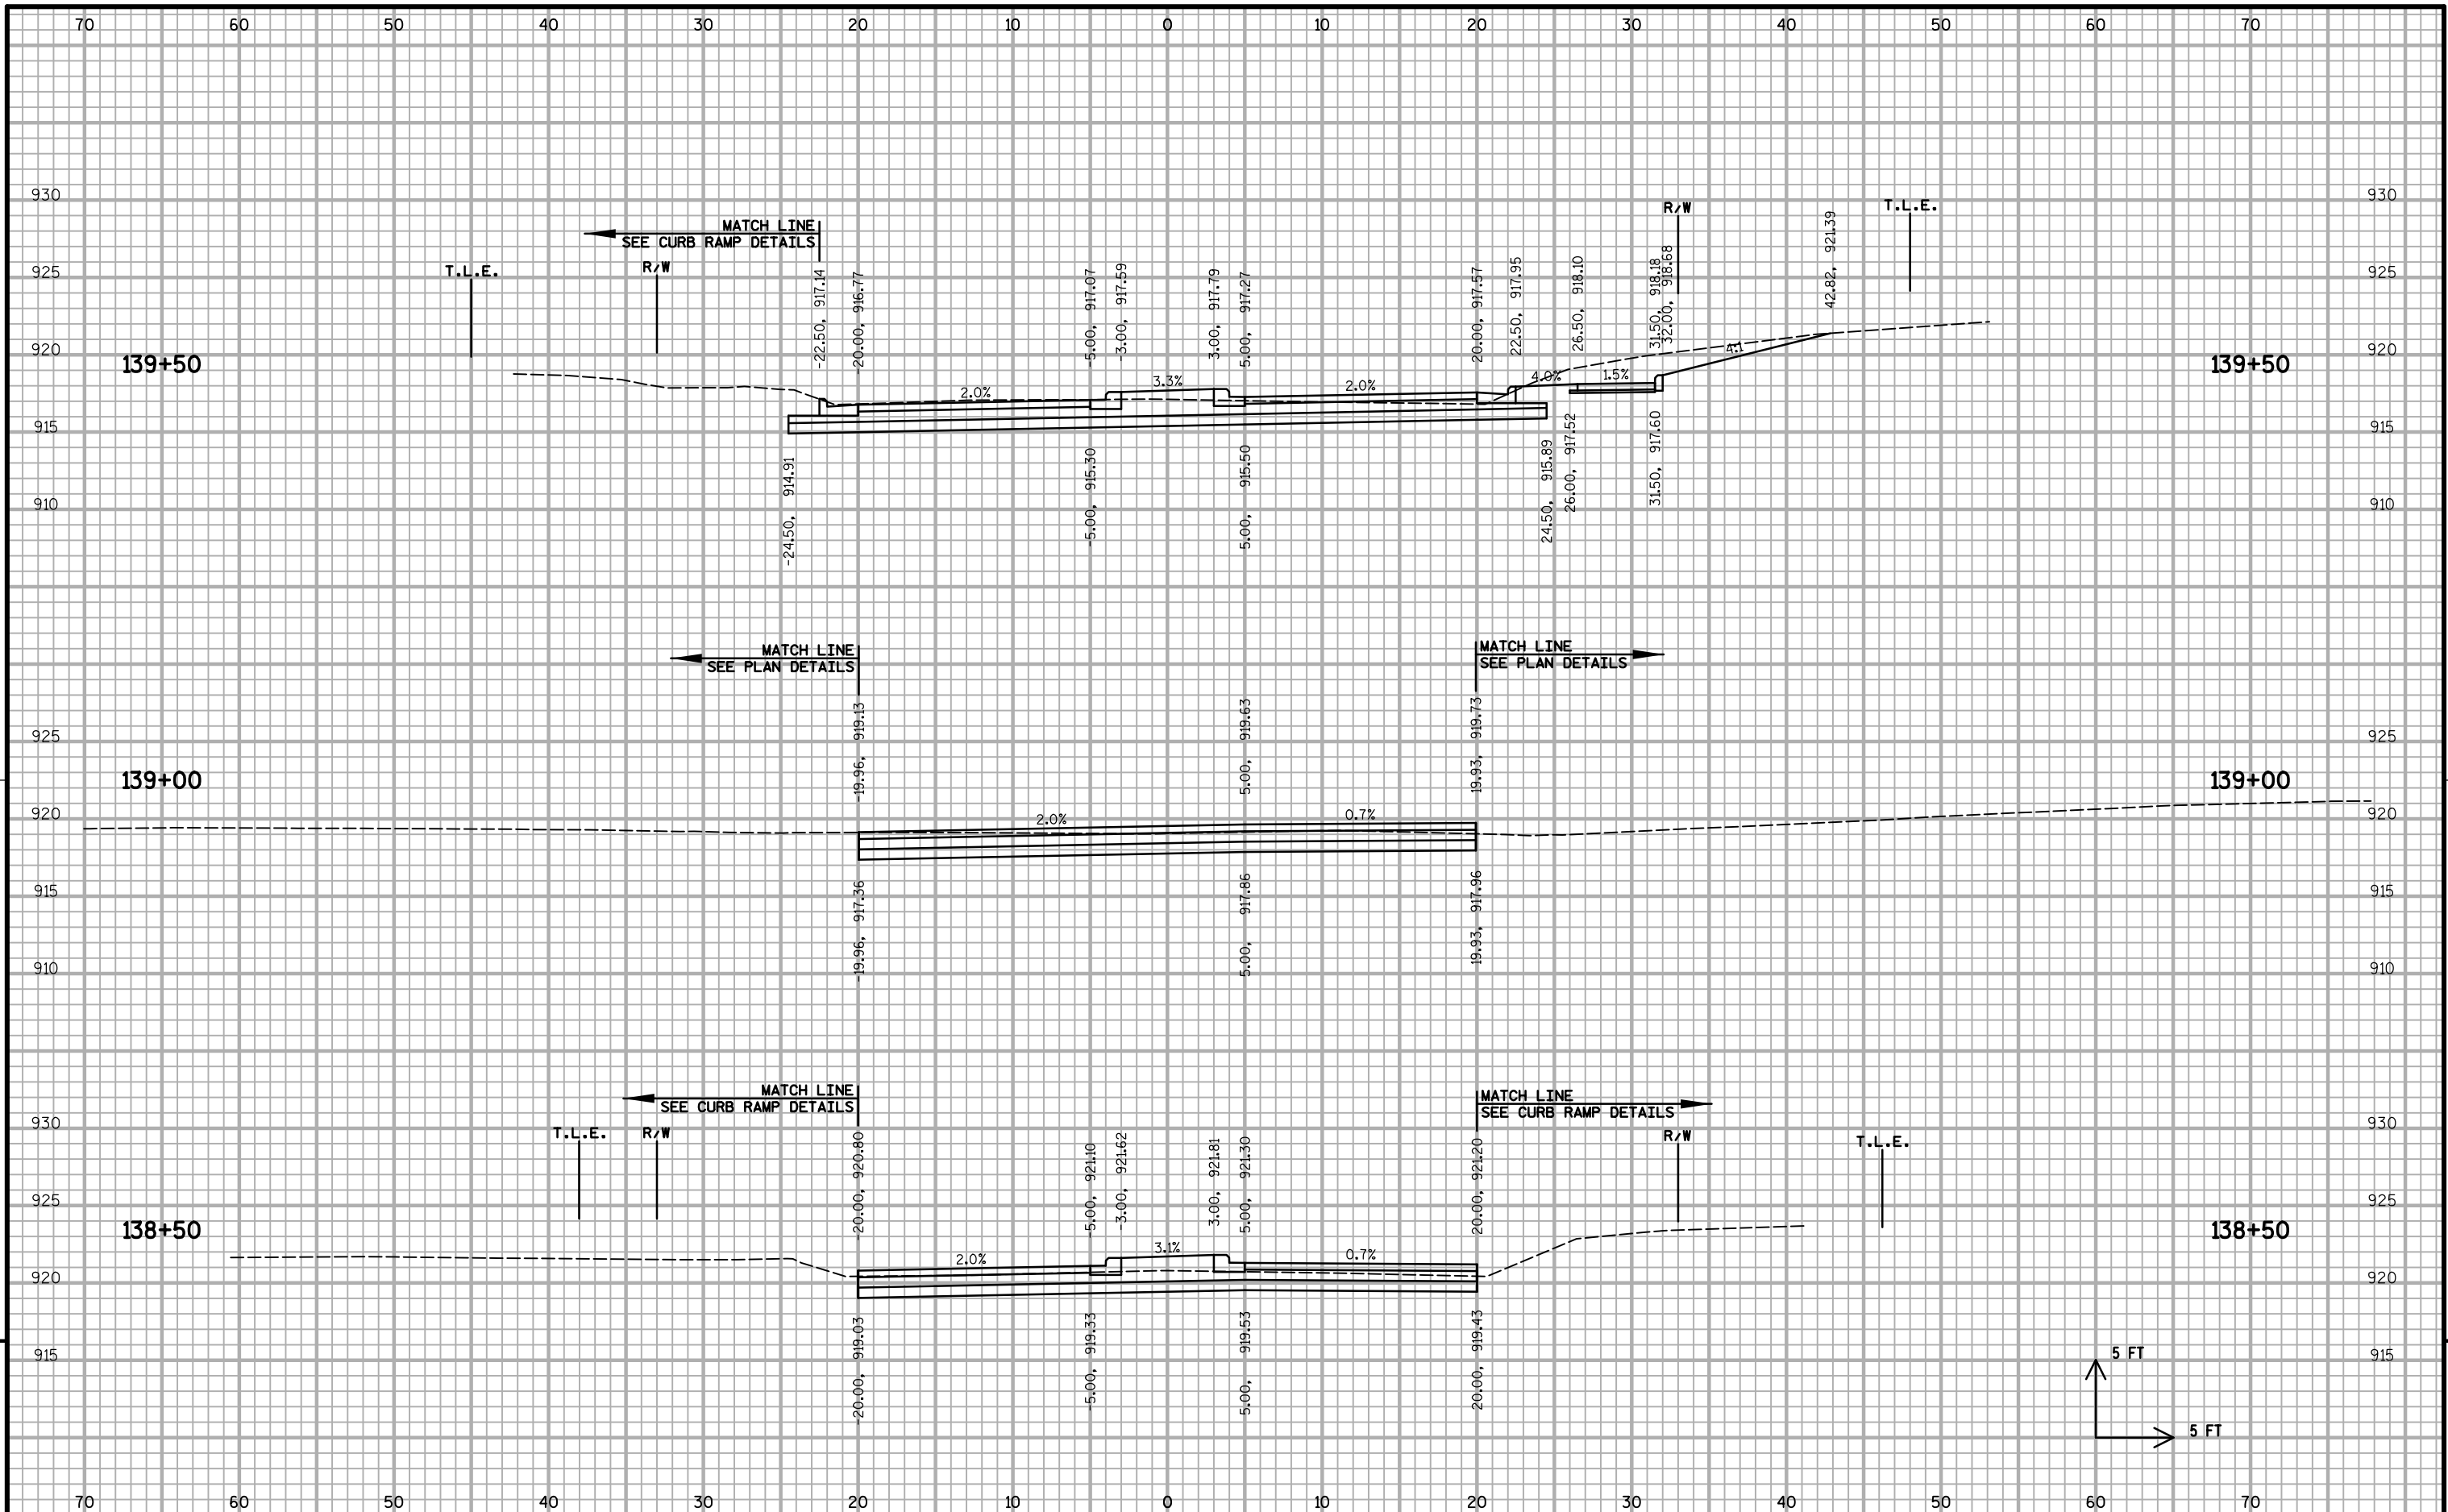 70 60 50 40 30 20 10 0 10 20 30 40 50 60 70
930 930
R/W
T.L.E.
MATCH LINE
SEE CURB RAMP DETAILS
T.L.E.
R/W
925 925
-22.50, 917.14
-20.00, 916.77
-5.00, 917.07
-3.00, 917.59
3.00, 917.79
5.00, 917.27
20.00, 917.57
22.50, 917.95
26.50, 918.10
31.50, 918.18
32.00, 918.68
42.82, 921.39
920 920
139+50 139+50
2.0%
3.3%
2.0%
4.0%
1.5%
4:1
915 915
-24.50, 914.91
-5.00, 915.30
5.00, 915.50
24.50, 915.89
26.00, 917.52
31.50, 917.60
910 910
MATCH LINE
SEE PLAN DETAILS
MATCH LINE
SEE PLAN DETAILS
-19.96, 919.13
5.00, 919.63
19.93, 919.73
925 925
139+00 139+00
920 920
2.0%
0.7%
915 915
-19.96, 917.36
5.00, 917.86
19.93, 917.96
910 910
MATCH LINE
SEE CURB RAMP DETAILS
MATCH LINE
SEE CURB RAMP DETAILS
930 930
T.L.E.
R/W
R/W
T.L.E.
-20.00, 920.80
-5.00, 921.10
-3.00, 921.62
3.00, 921.81
5.00, 921.30
20.00, 921.20
925 925
138+50 138+50
2.0%
3.1%
0.7%
920 920
-20.00, 919.03
-5.00, 919.33
5.00, 919.53
20.00, 919.43
915 915
5 FT
5 FT
70 60 50 40 30 20 10 0 10 20 30 40 50 60 70